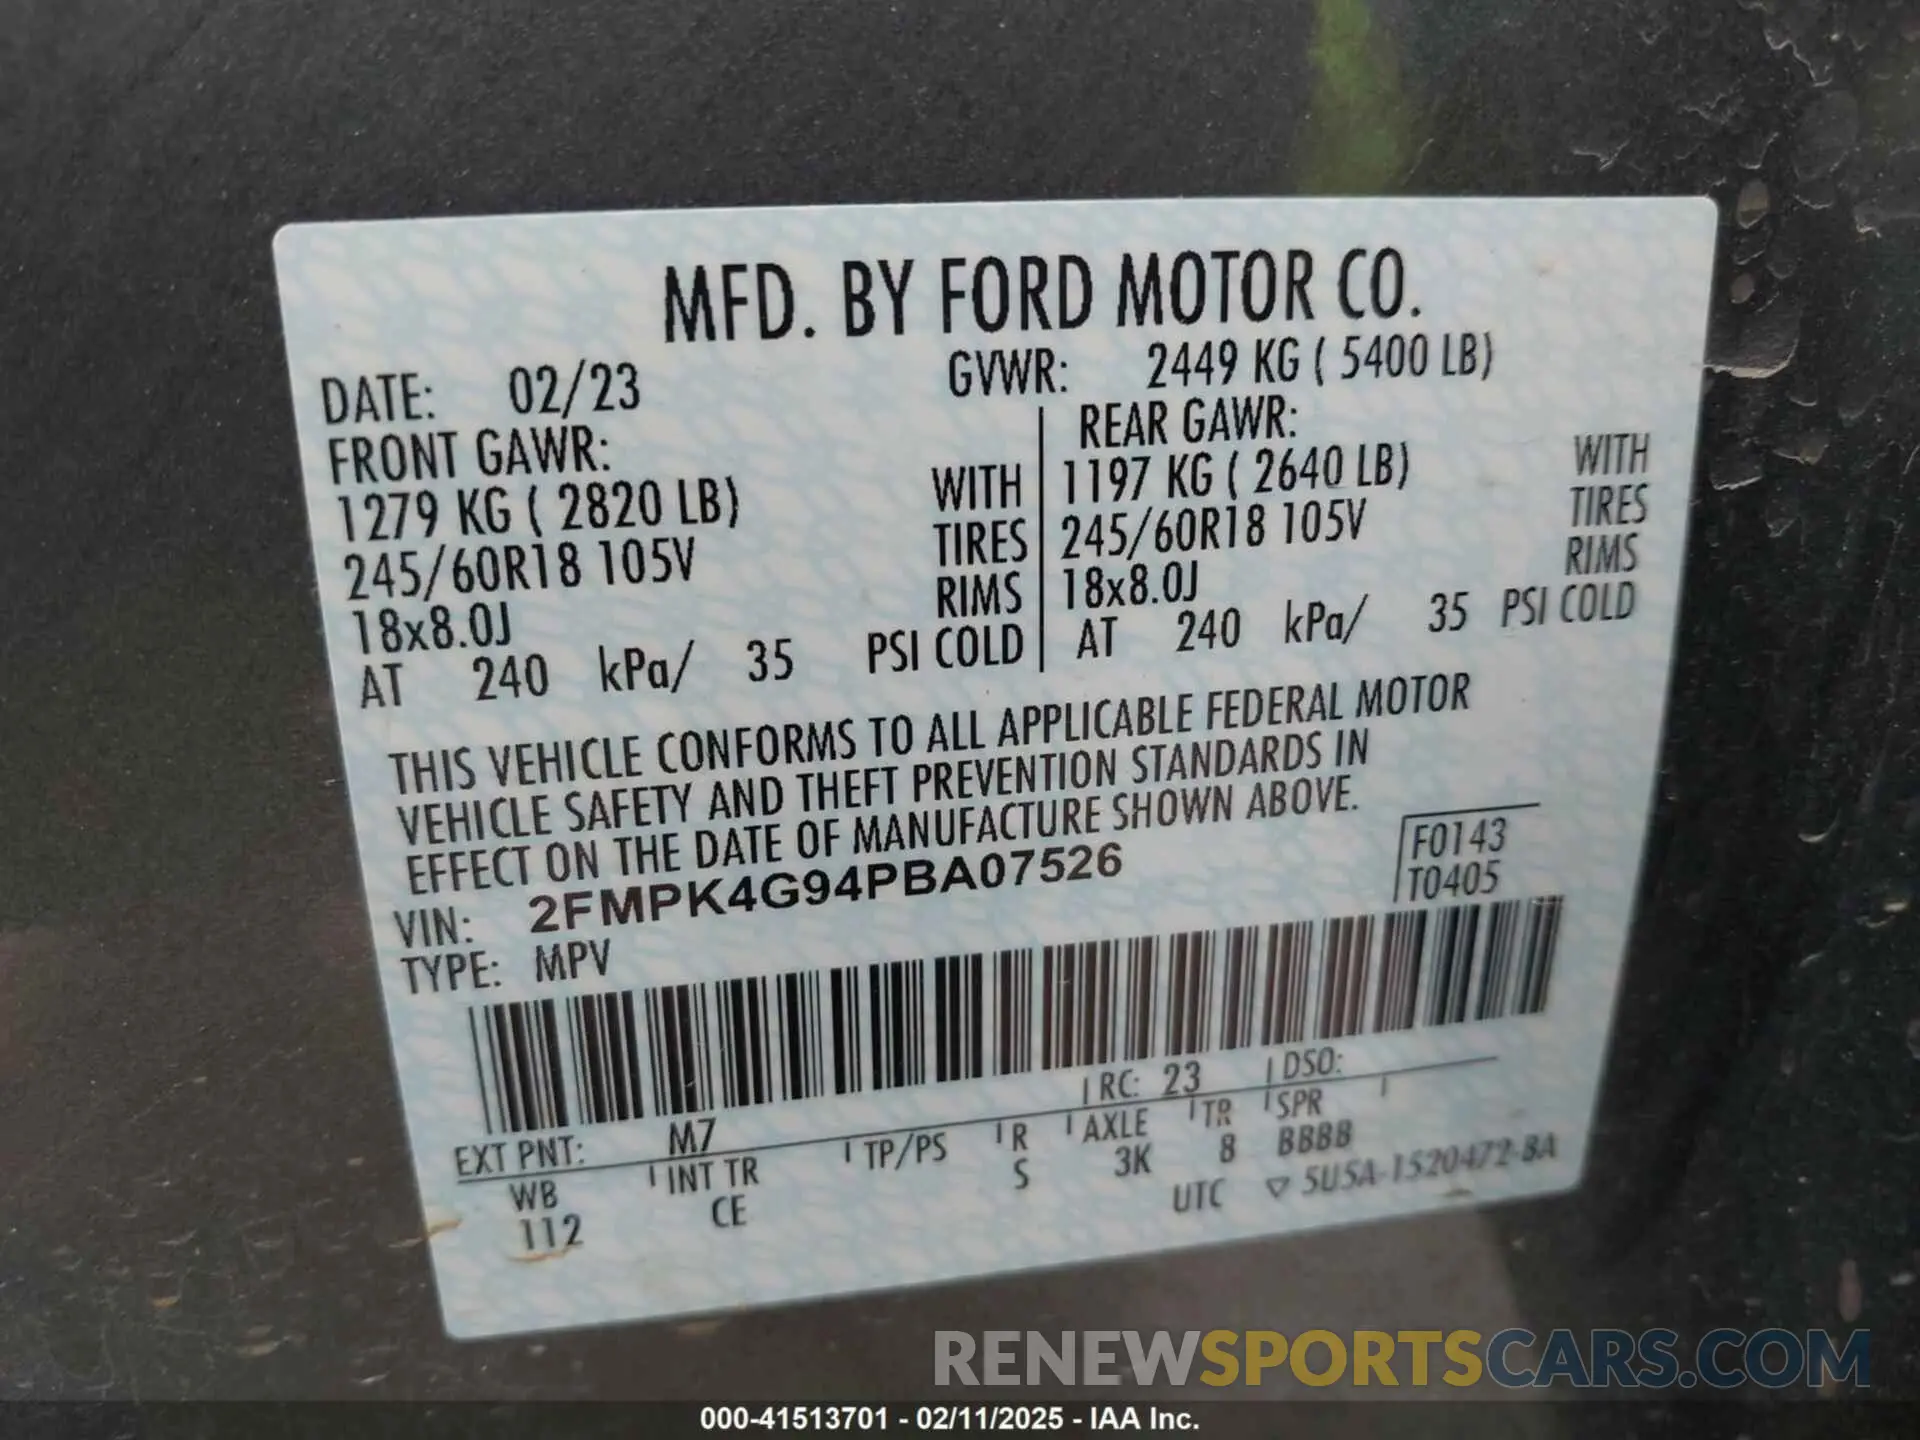 MFD. BY FORD MOTOR CO.
DATE: 02/23 GVWR: 2449 KG ( 5400 LB)
FRONT GAWR: REAR GAWR:
1279 KG ( 2820 LB) WITH 1197 KG ( 2640 LB) WITH
245/60R18 105V TIRES 245/60R18 105V TIRES
18x8.0J RIMS 18x8.0J RIMS
AT 240 kPa/ 35 PSI COLD AT 240 kPa/ 35 PSI COLD
THIS VEHICLE CONFORMS TO ALL APPLICABLE FEDERAL MOTOR
VEHICLE SAFETY AND THEFT PREVENTION STANDARDS IN
EFFECT ON THE DATE OF MANUFACTURE SHOWN ABOVE.
VIN: 2FMPK4G94PBA07526 F0143
TYPE: MPV T0405
EXT PNT: M7 RC: 23 DSO:
WB INT TR TP/PS R AXLE TR SPR
112 CE S 3K 8 BBBB
UTC ▽ 5U5A-1520472-BA
RENEWSPORTSCARS.COM
000-41513701 - 02/11/2025 - IAA Inc.